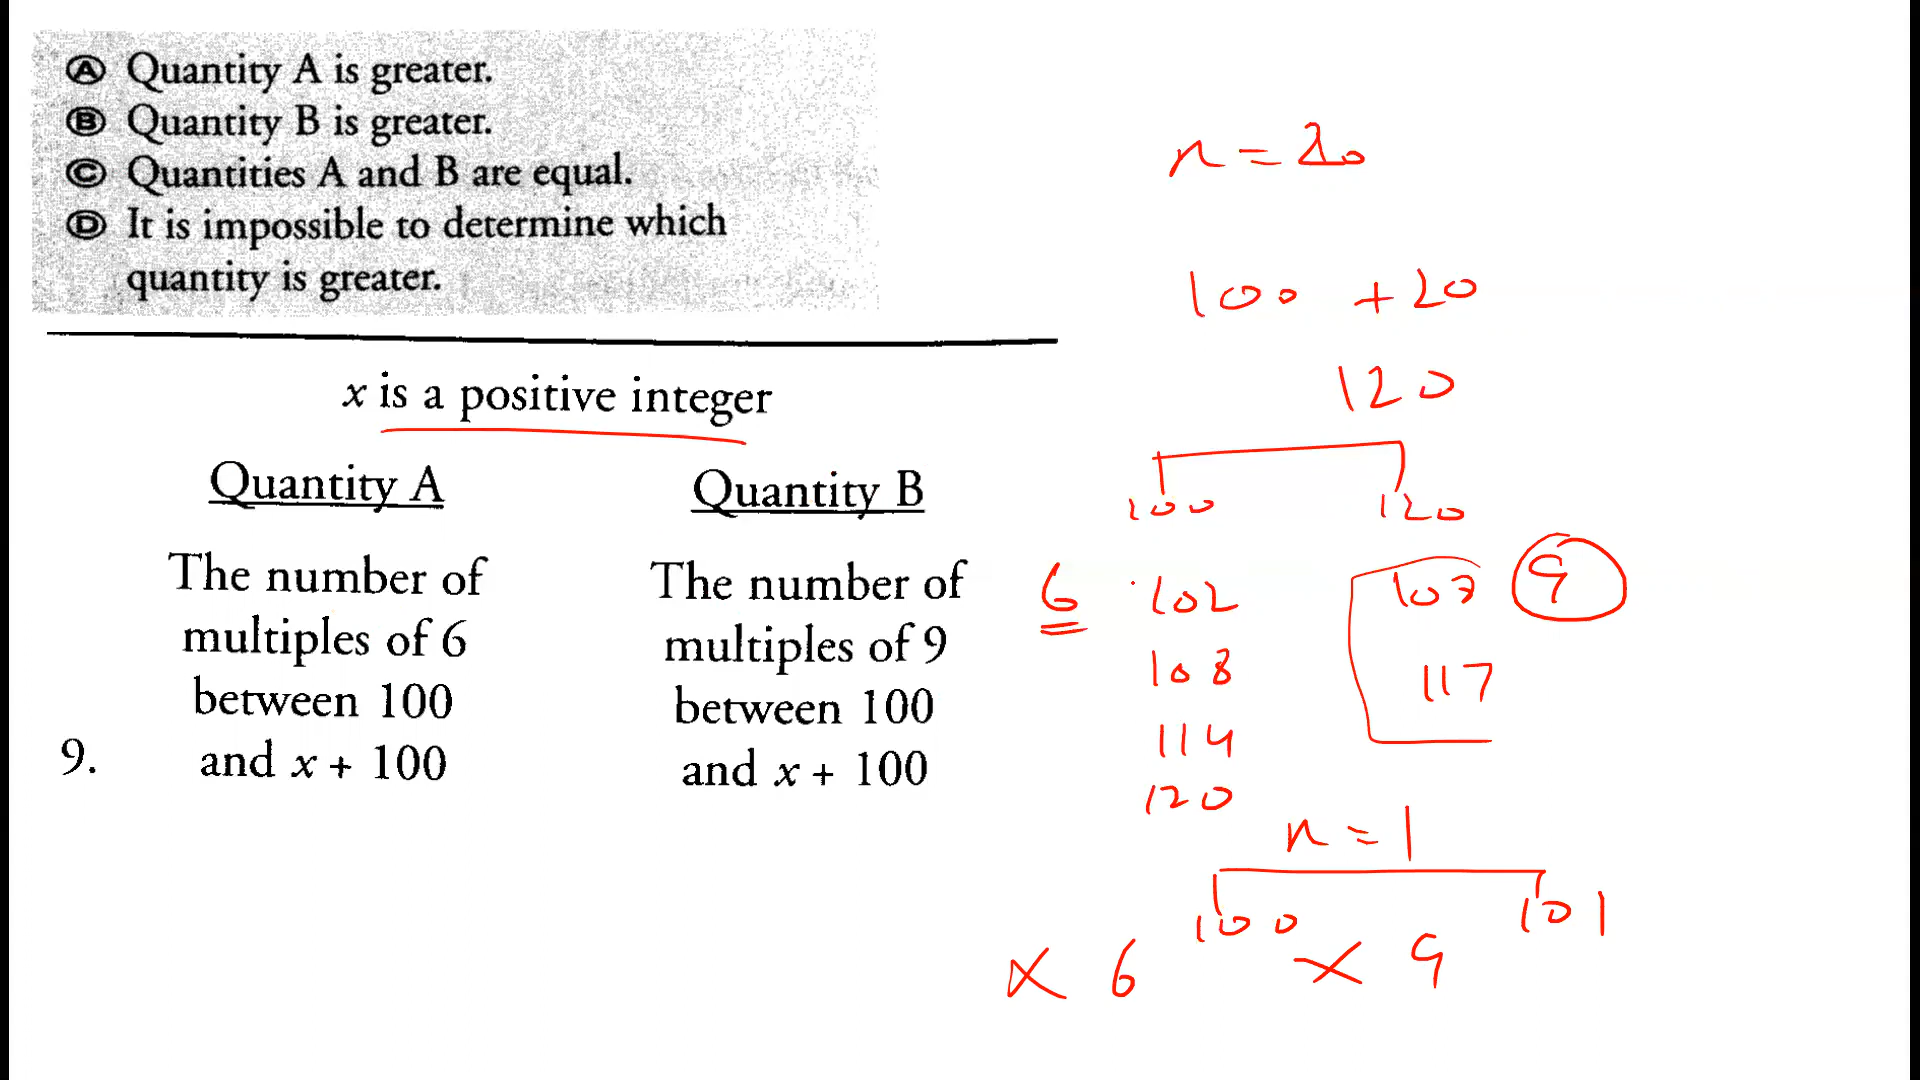 Ⓐ Quantity A is greater.
Ⓑ Quantity B is greater.
Ⓒ Quantities A and B are equal.
Ⓓ It is impossible to determine which
quantity is greater.
x is a positive integer
Quantity A
The number of
multiples of 6
between 100
and x + 100
Quantity B
The number of
multiples of 9
between 100
and x + 100
9.
x = 20
100 + 20
120
100 120
6 102
108
114
120
9
117
x = 1
100 101
× 6 × 9